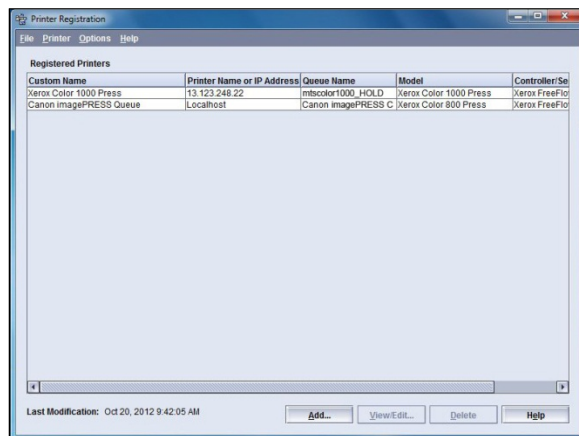 Printer Registration
File Printer Options Help
Registered Printers
Custom Name Printer Name or IP Address Queue Name Model Controller/Se
Xerox Color 1000 Press 13.123.248.22 mtscolor1000_HOLD Xerox Color 1000 Press Xerox FreeFlo
Canon imagePRESS Queue Localhost Canon imagePRESS C Xerox Color 800 Press Xerox FreeFlo
Last Modification: Oct 20, 2012 9:42:05 AM Add... View/Edit... Delete Help